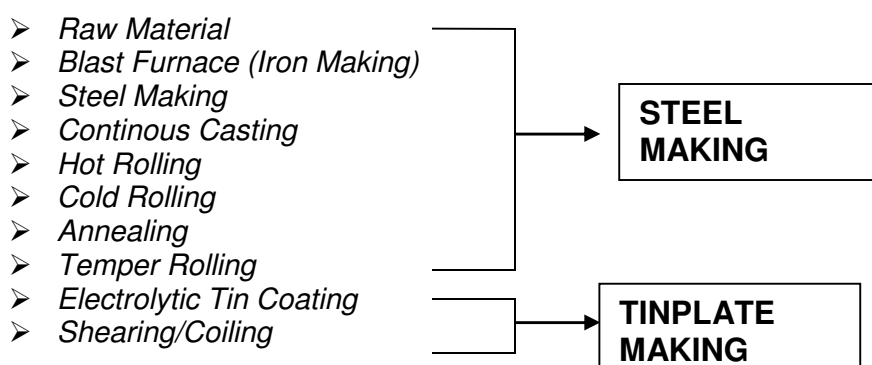 ➢ Raw Material
➢ Blast Furnace (Iron Making)
➢ Steel Making
➢ Continous Casting
➢ Hot Rolling
➢ Cold Rolling
➢ Annealing
➢ Temper Rolling
➢ Electrolytic Tin Coating
➢ Shearing/Coiling
STEEL
MAKING
TINPLATE
MAKING